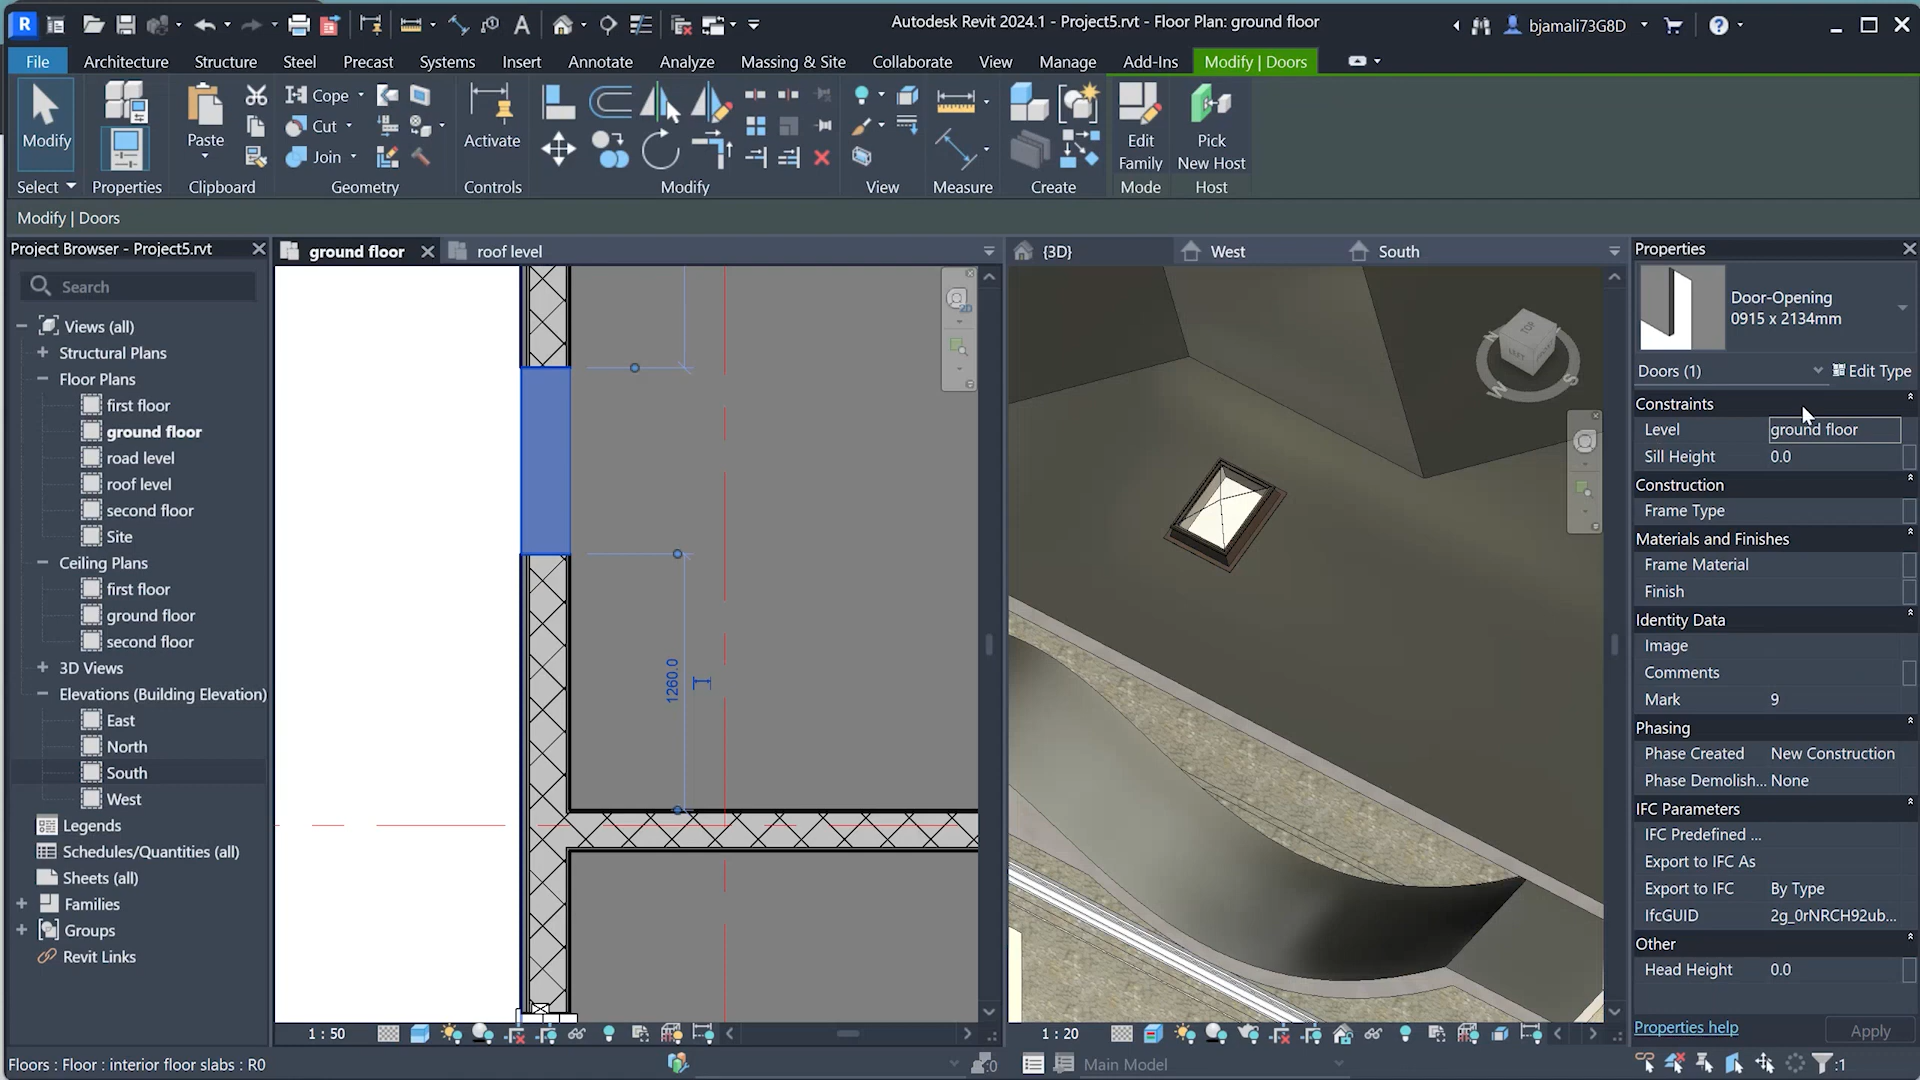 R
A
Autodesk Revit 2024.1 - Project5.rvt - Floor Plan: ground floor
bjamali73G8D
File
Architecture
Structure
Steel
Precast
Systems
Insert
Annotate
Analyze
Massing & Site
Collaborate
View
Manage
Add-Ins
Modify | Doors
Modify
Paste
Cope
Cut
Join
Activate
Edit
Family
Pick
New Host
Select
Properties
Clipboard
Geometry
Controls
Modify
View
Measure
Create
Mode
Host
Modify | Doors
Project Browser - Project5.rvt
ground floor
roof level
{3D}
West
South
Properties
Search
Views (all)
Structural Plans
Floor Plans
first floor
ground floor
road level
roof level
second floor
Site
Ceiling Plans
first floor
ground floor
second floor
3D Views
Elevations (Building Elevation)
East
North
South
West
Legends
Schedules/Quantities (all)
Sheets (all)
Families
Groups
Revit Links
2D
1260.0
TOP
LEFT
N
S
W
Door-Opening
0915 x 2134mm
Doors (1)
Edit Type
Constraints
Level ground floor
Sill Height 0.0
Construction
Frame Type
Materials and Finishes
Frame Material
Finish
Identity Data
Image
Comments
Mark 9
Phasing
Phase Created New Construction
Phase Demolish... None
IFC Parameters
IFC Predefined ...
Export to IFC As
Export to IFC By Type
IfcGUID 2g_0rNRCH92ub...
Other
Head Height 0.0
Properties help
Apply
1 : 50
1 : 20
Floors : Floor : interior floor slabs : R0
:0
Main Model
:1